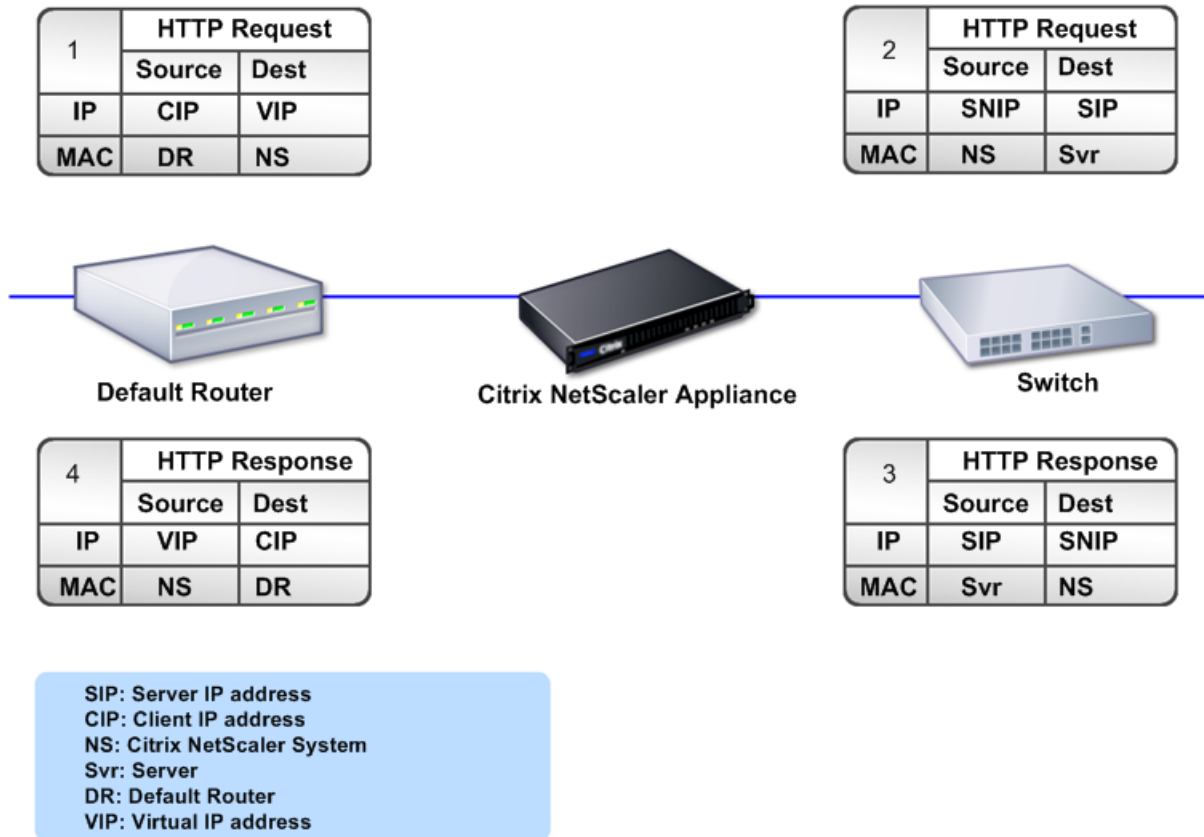 1 HTTP Request
Source Dest
IP CIP VIP
MAC DR NS
2 HTTP Request
Source Dest
IP SNIP SIP
MAC NS Svr
Default Router
Citrix NetScaler Appliance
Switch
4 HTTP Response
Source Dest
IP VIP CIP
MAC NS DR
3 HTTP Response
Source Dest
IP SIP SNIP
MAC Svr NS
SIP: Server IP address
CIP: Client IP address
NS: Citrix NetScaler System
Svr: Server
DR: Default Router
VIP: Virtual IP address